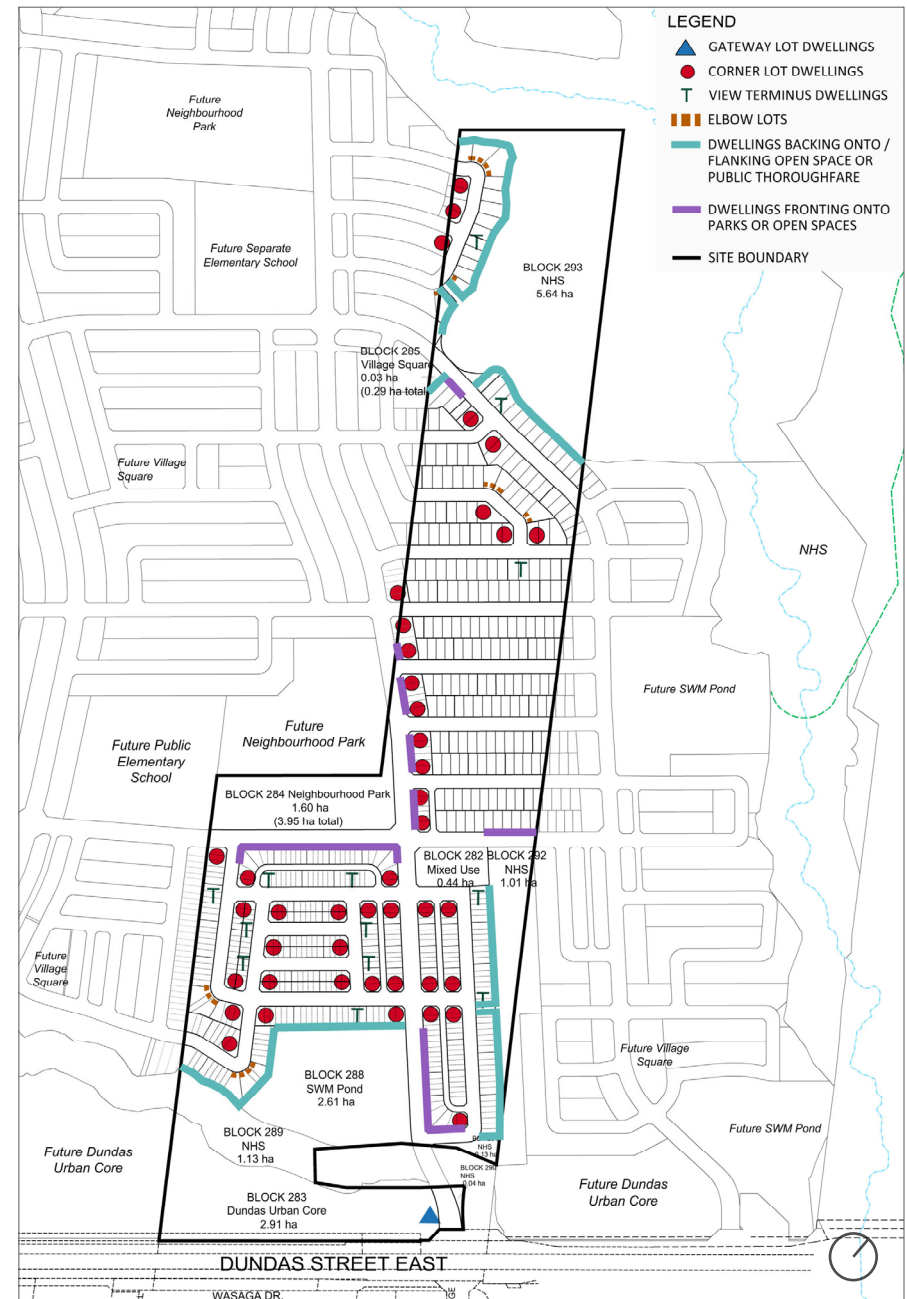 LEGEND
GATEWAY LOT DWELLINGS
CORNER LOT DWELLINGS
T VIEW TERMINUS DWELLINGS
ELBOW LOTS
DWELLINGS BACKING ONTO /
FLANKING OPEN SPACE OR
PUBLIC THOROUGHFARE
DWELLINGS FRONTING ONTO
PARKS OR OPEN SPACES
SITE BOUNDARY
Future
Neighbourhood
Park
Future Separate
Elementary School
T
BLOCK 293
NHS
5.64 ha
BLOCK 285
Village Square
0.03 ha
(0.29 ha total)
T
Future Village
Square
NHS
T
Future SWM Pond
Future
Neighbourhood Park
Future Public
Elementary
School
BLOCK 284 Neighbourhood Park
1.60 ha
(3.95 ha total)
BLOCK 282
Mixed Use
0.44 ha
BLOCK 292
NHS
1.01 ha
T T T
T
T T
T T
T
T
Future
Village
Square
Future Village
Square
BLOCK 288
SWM Pond
2.61 ha
BLOCK 289
NHS
1.13 ha
Future SWM Pond
NHS
0.13 ha
BLOCK 290
NHS
0.04 ha
Future Dundas
Urban Core
Future Dundas
Urban Core
BLOCK 283
Dundas Urban Core
2.91 ha
DUNDAS STREET EAST
WASAGA DR.